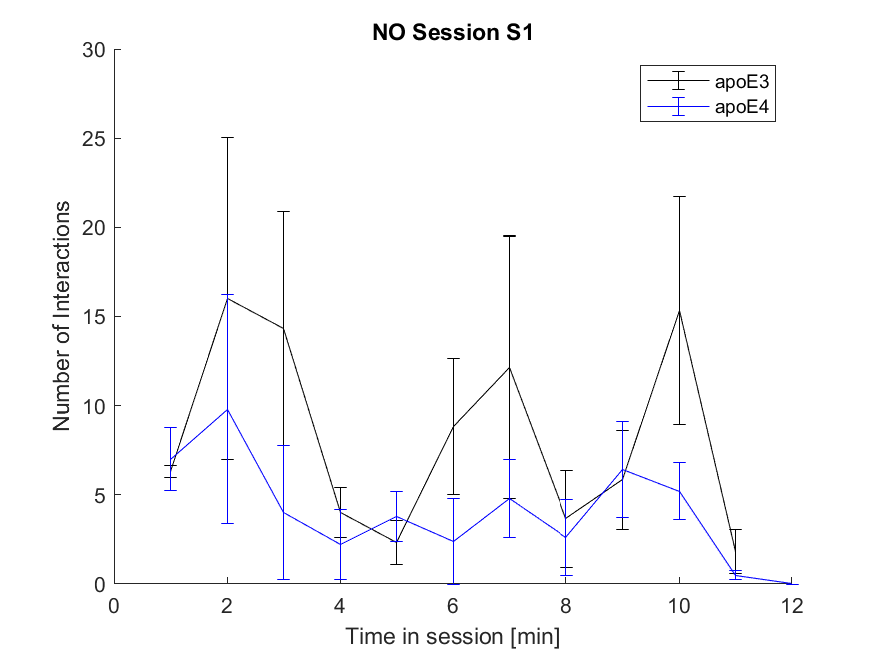 NO Session S1
apoE3
apoE4
Number of Interactions
30
25
20
15
10
5
0
0 2 4 6 8 10 12
Time in session [min]